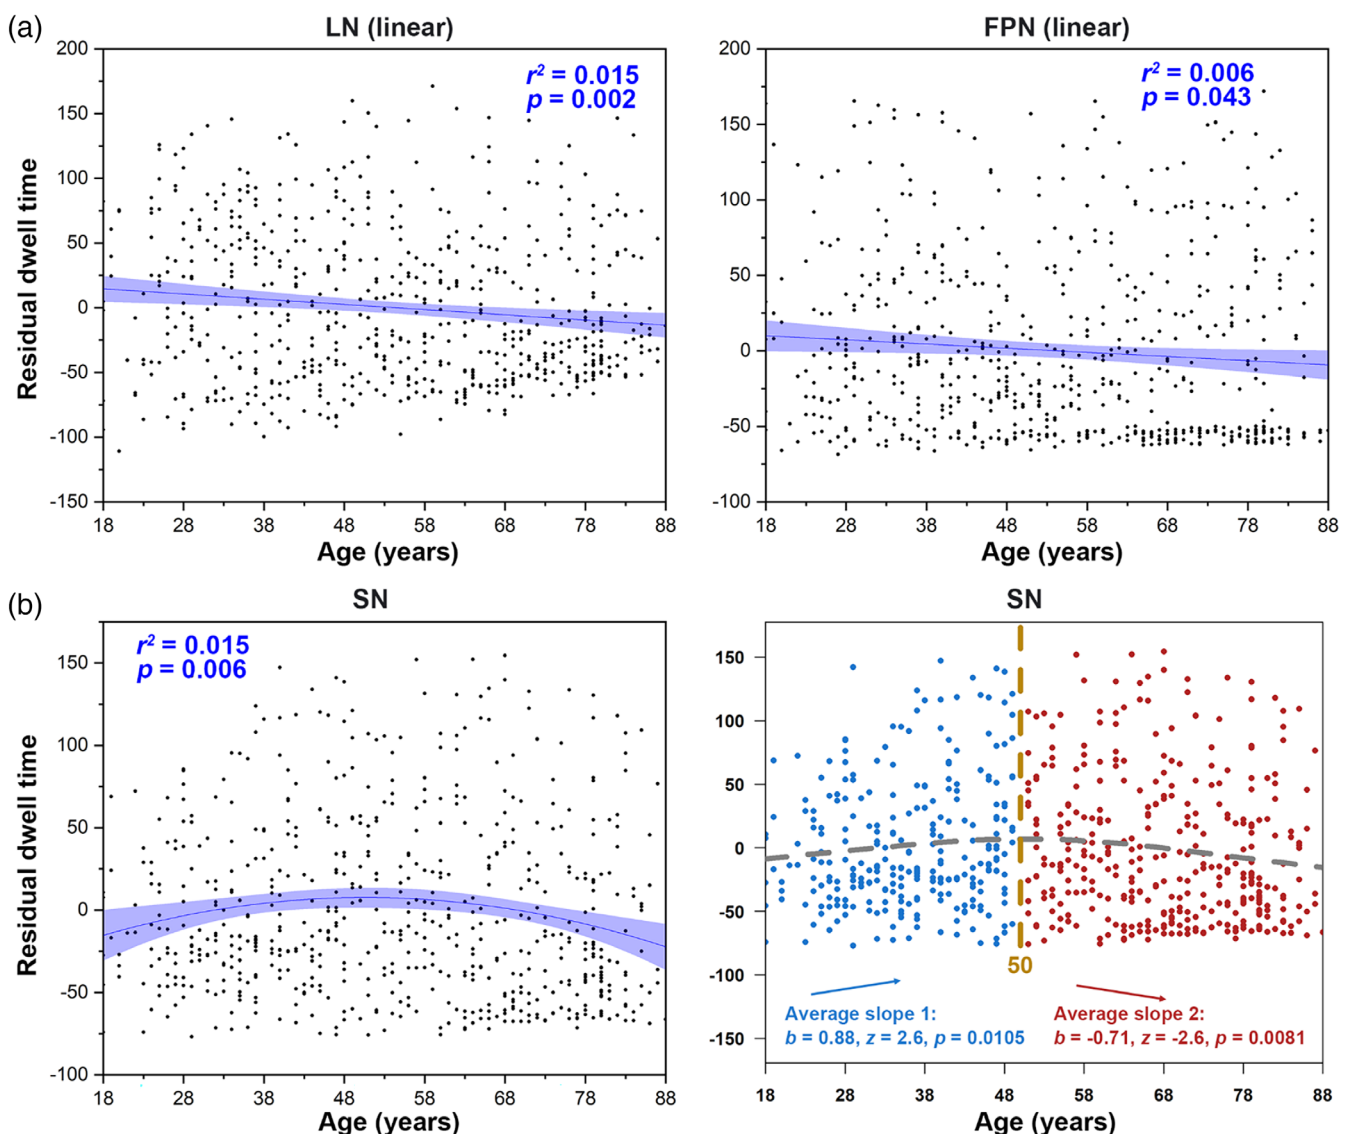 (a)
LN (linear)
r² = 0.015
p = 0.002
Residual dwell time
200
150
100
50
0
-50
-100
-150
18 28 38 48 58 68 78 88
Age (years)
FPN (linear)
r² = 0.006
p = 0.043
200
150
100
50
0
-50
-100
18 28 38 48 58 68 78 88
Age (years)
(b)
SN
r² = 0.015
p = 0.006
Residual dwell time
150
100
50
0
-50
-100
18 28 38 48 58 68 78 88
Age (years)
SN
150
100
50
0
-50
-100
-150
50
Average slope 1:
b = 0.88, z = 2.6, p = 0.0105
Average slope 2:
b = -0.71, z = -2.6, p = 0.0081
18 28 38 48 58 68 78 88
Age (years)